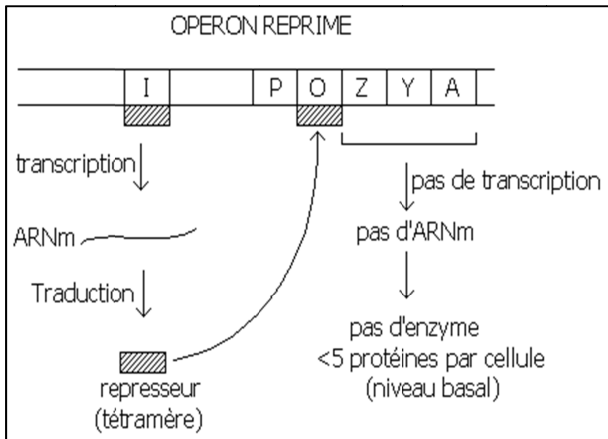 OPERON REPRIME
I P O Z Y A
transcription
ARNm
Traduction
represseur
(tétramère)
pas de transcription
pas d'ARNm
pas d'enzyme
<5 protéines par cellule
(niveau basal)